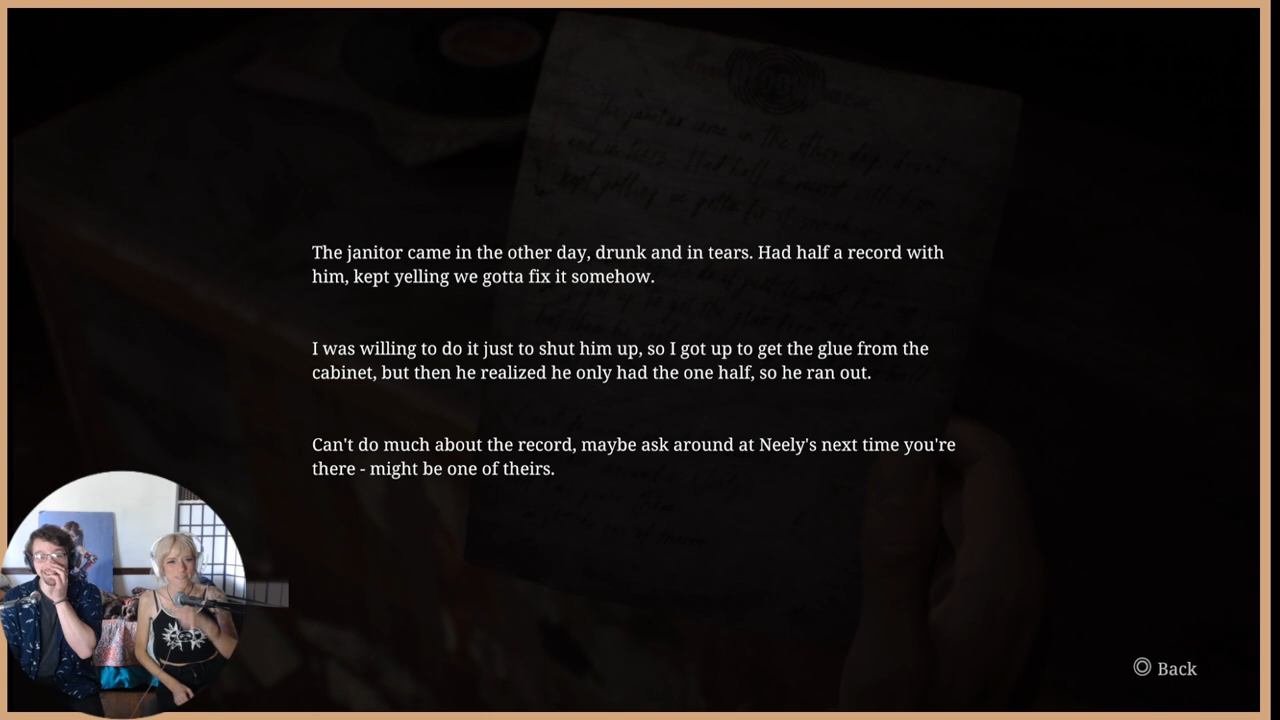 The janitor came in the other day, drunk and in tears. Had half a record with
him, kept yelling we gotta fix it somehow.
I was willing to do it just to shut him up, so I got up to get the glue from the
cabinet, but then he realized he only had the one half, so he ran out.
Can't do much about the record, maybe ask around at Neely's next time you're
there - might be one of theirs.
Back